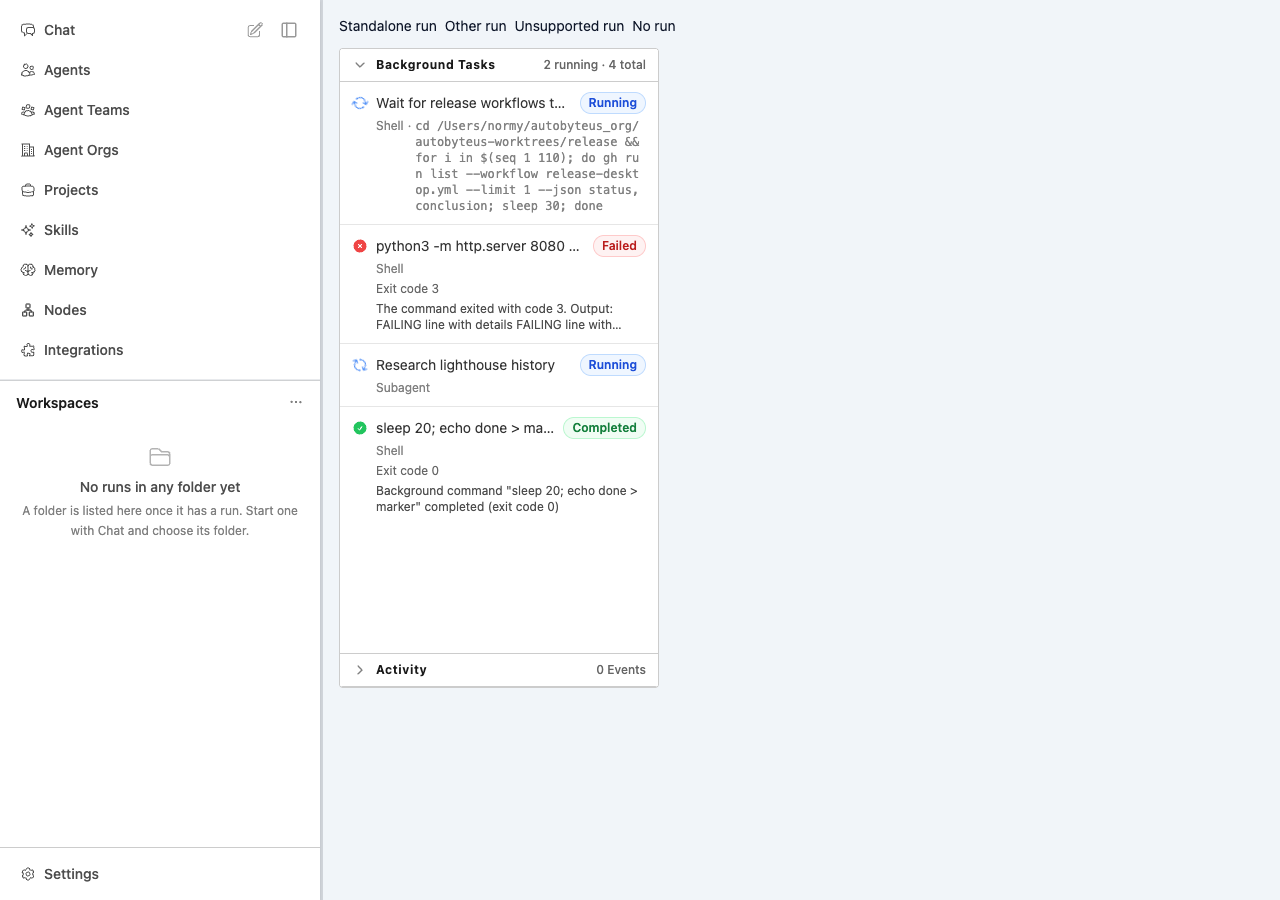 Chat
Agents
Agent Teams
Agent Orgs
Projects
Skills
Memory
Nodes
Integrations
Workspaces
No runs in any folder yet
A folder is listed here once it has a run. Start one
with Chat and choose its folder.
Settings
Standalone run Other run Unsupported run No run
Background Tasks 2 running · 4 total
Wait for release workflows t... Running
Shell · cd /Users/normy/autobyteus_org/
autobyteus-worktrees/release &&
for i in $(seq 1 110); do gh ru
n list --workflow release-deskt
op.yml --limit 1 --json status,
conclusion; sleep 30; done
python3 -m http.server 8080 ... Failed
Shell
Exit code 3
The command exited with code 3. Output:
FAILING line with details FAILING line with...
Research lighthouse history Running
Subagent
sleep 20; echo done > ma... Completed
Shell
Exit code 0
Background command "sleep 20; echo done >
marker" completed (exit code 0)
Activity 0 Events